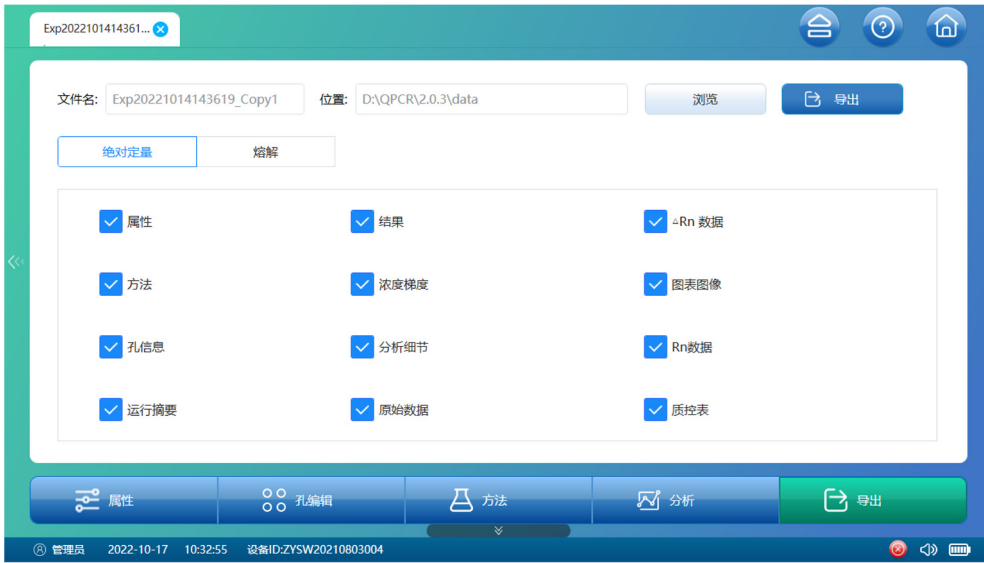 Exp2022101414361...
文件名: Exp20221014143619_Copy1 位置: D:\QPCR\2.0.3\data 浏览 导出
绝对定量 熔解
属性 结果 △Rn 数据
方法 浓度梯度 图表图像
孔信息 分析细节 Rn数据
运行摘要 原始数据 质控表
属性 孔编辑 方法 分析 导出
管理员 2022-10-17 10:32:55 设备ID:ZYSW20210803004